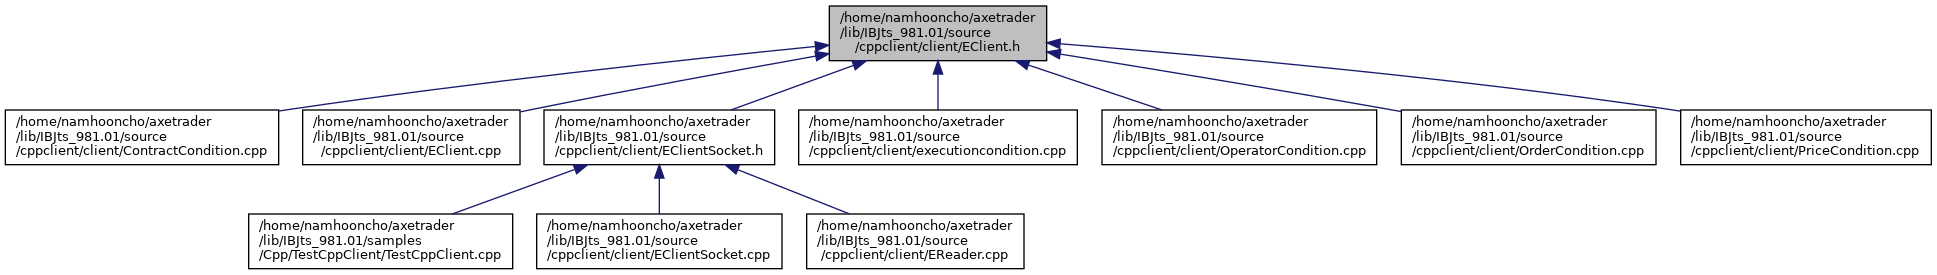 /home/namhooncho/axetrader
/lib/IBJts_981.01/source
/cppclient/client/EClient.h
/home/namhooncho/axetrader
/lib/IBJts_981.01/source
/cppclient/client/ContractCondition.cpp
/home/namhooncho/axetrader
/lib/IBJts_981.01/source
/cppclient/client/EClient.cpp
/home/namhooncho/axetrader
/lib/IBJts_981.01/source
/cppclient/client/EClientSocket.h
/home/namhooncho/axetrader
/lib/IBJts_981.01/source
/cppclient/client/executioncondition.cpp
/home/namhooncho/axetrader
/lib/IBJts_981.01/source
/cppclient/client/OperatorCondition.cpp
/home/namhooncho/axetrader
/lib/IBJts_981.01/source
/cppclient/client/OrderCondition.cpp
/home/namhooncho/axetrader
/lib/IBJts_981.01/source
/cppclient/client/PriceCondition.cpp
/home/namhooncho/axetrader
/lib/IBJts_981.01/samples
/Cpp/TestCppClient/TestCppClient.cpp
/home/namhooncho/axetrader
/lib/IBJts_981.01/source
/cppclient/client/EClientSocket.cpp
/home/namhooncho/axetrader
/lib/IBJts_981.01/source
/cppclient/client/EReader.cpp